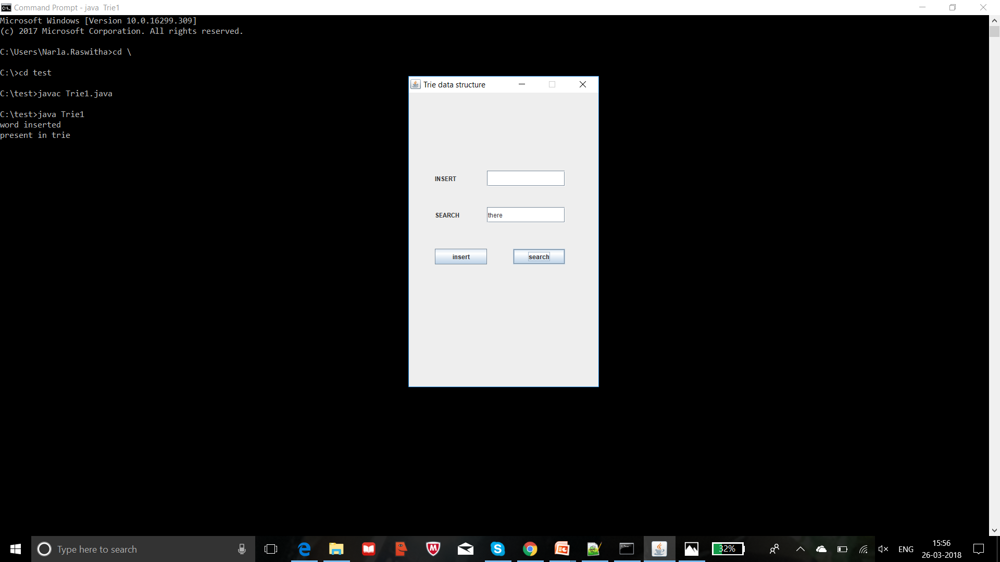 Command Prompt - java  Trie1
Microsoft Windows [Version 10.0.16299.309]
(c) 2017 Microsoft Corporation. All rights reserved.
C:\Users\Narla.Raswitha>cd \
C:\>cd test
C:\test>javac Trie1.java
C:\test>java Trie1
word inserted
present in trie
Trie data structure
INSERT
SEARCH
there
insert
search
Type here to search
32%
ENG
15:56
26-03-2018